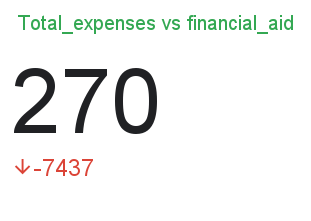 Total_expenses vs financial_aid
270
↓-7437